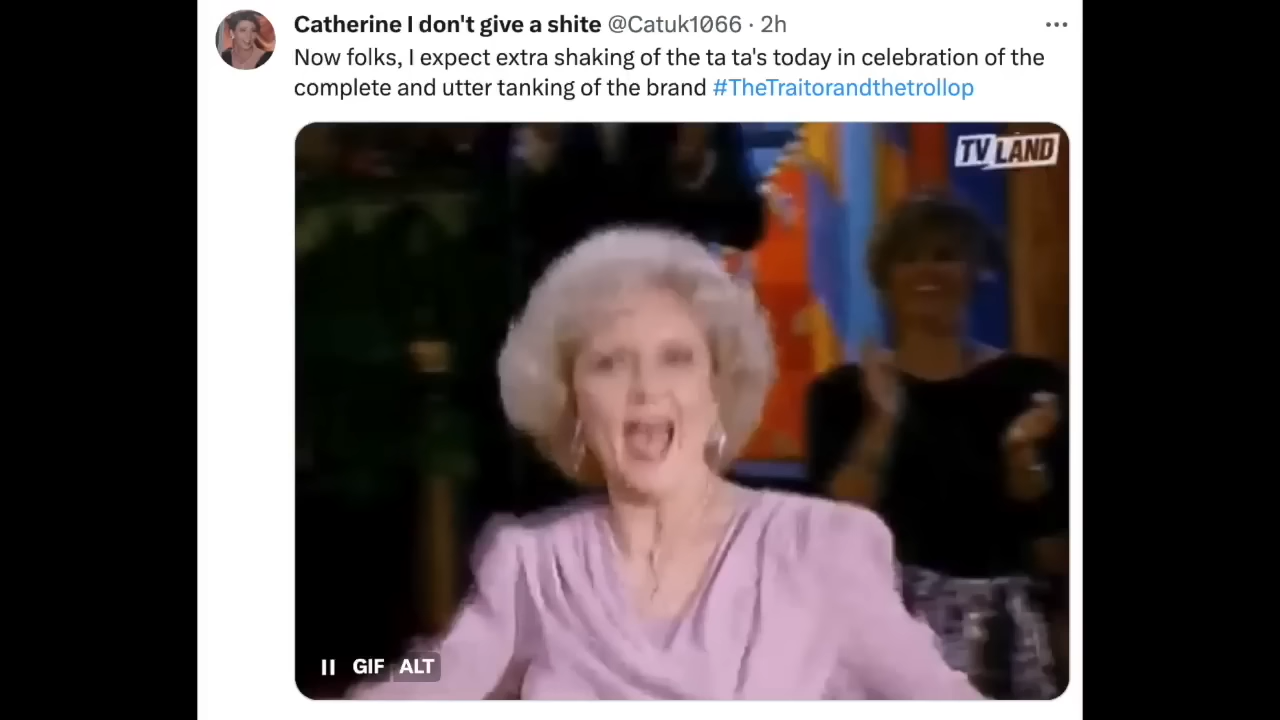 Catherine I don't give a shite @Catuk1066 · 2h
Now folks, I expect extra shaking of the ta ta's today in celebration of the
complete and utter tanking of the brand #TheTraitorandthetrollop
TV LAND
GIF ALT